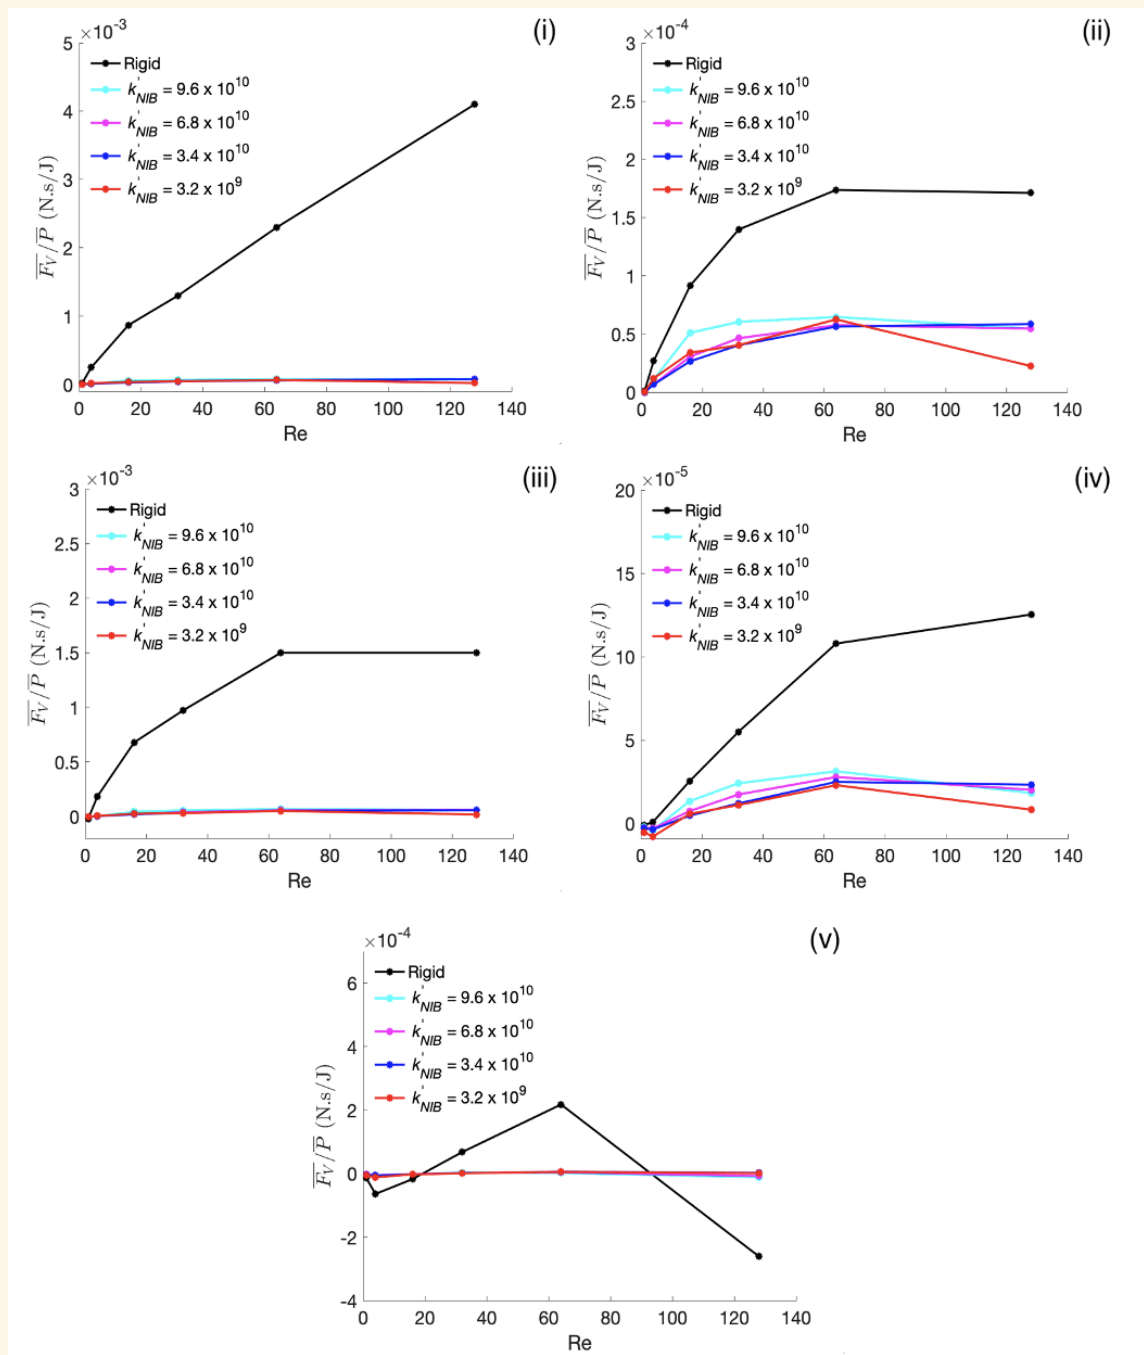 ×10⁻³
(i)
5
4
3
2
1
0
Rigid
k'NIB = 9.6 x 10¹⁰
k'NIB = 6.8 x 10¹⁰
k'NIB = 3.4 x 10¹⁰
k'NIB = 3.2 x 10⁹
F̅V̅/P̅ (N.s/J)
0 20 40 60 80 100 120 140
Re
×10⁻⁴
(ii)
3
2.5
2
1.5
1
0.5
0
Rigid
k'NIB = 9.6 x 10¹⁰
k'NIB = 6.8 x 10¹⁰
k'NIB = 3.4 x 10¹⁰
k'NIB = 3.2 x 10⁹
F̅V̅/P̅ (N.s/J)
0 20 40 60 80 100 120 140
Re
×10⁻³
(iii)
3
2.5
2
1.5
1
0.5
0
Rigid
k'NIB = 9.6 x 10¹⁰
k'NIB = 6.8 x 10¹⁰
k'NIB = 3.4 x 10¹⁰
k'NIB = 3.2 x 10⁹
F̅V̅/P̅ (N.s/J)
0 20 40 60 80 100 120 140
Re
×10⁻⁵
(iv)
20
15
10
5
0
Rigid
k'NIB = 9.6 x 10¹⁰
k'NIB = 6.8 x 10¹⁰
k'NIB = 3.4 x 10¹⁰
k'NIB = 3.2 x 10⁹
F̅V̅/P̅ (N.s/J)
0 20 40 60 80 100 120 140
Re
×10⁻⁴
(v)
6
4
2
0
-2
-4
Rigid
k'NIB = 9.6 x 10¹⁰
k'NIB = 6.8 x 10¹⁰
k'NIB = 3.4 x 10¹⁰
k'NIB = 3.2 x 10⁹
F̅V̅/P̅ (N.s/J)
0 20 40 60 80 100 120 140
Re